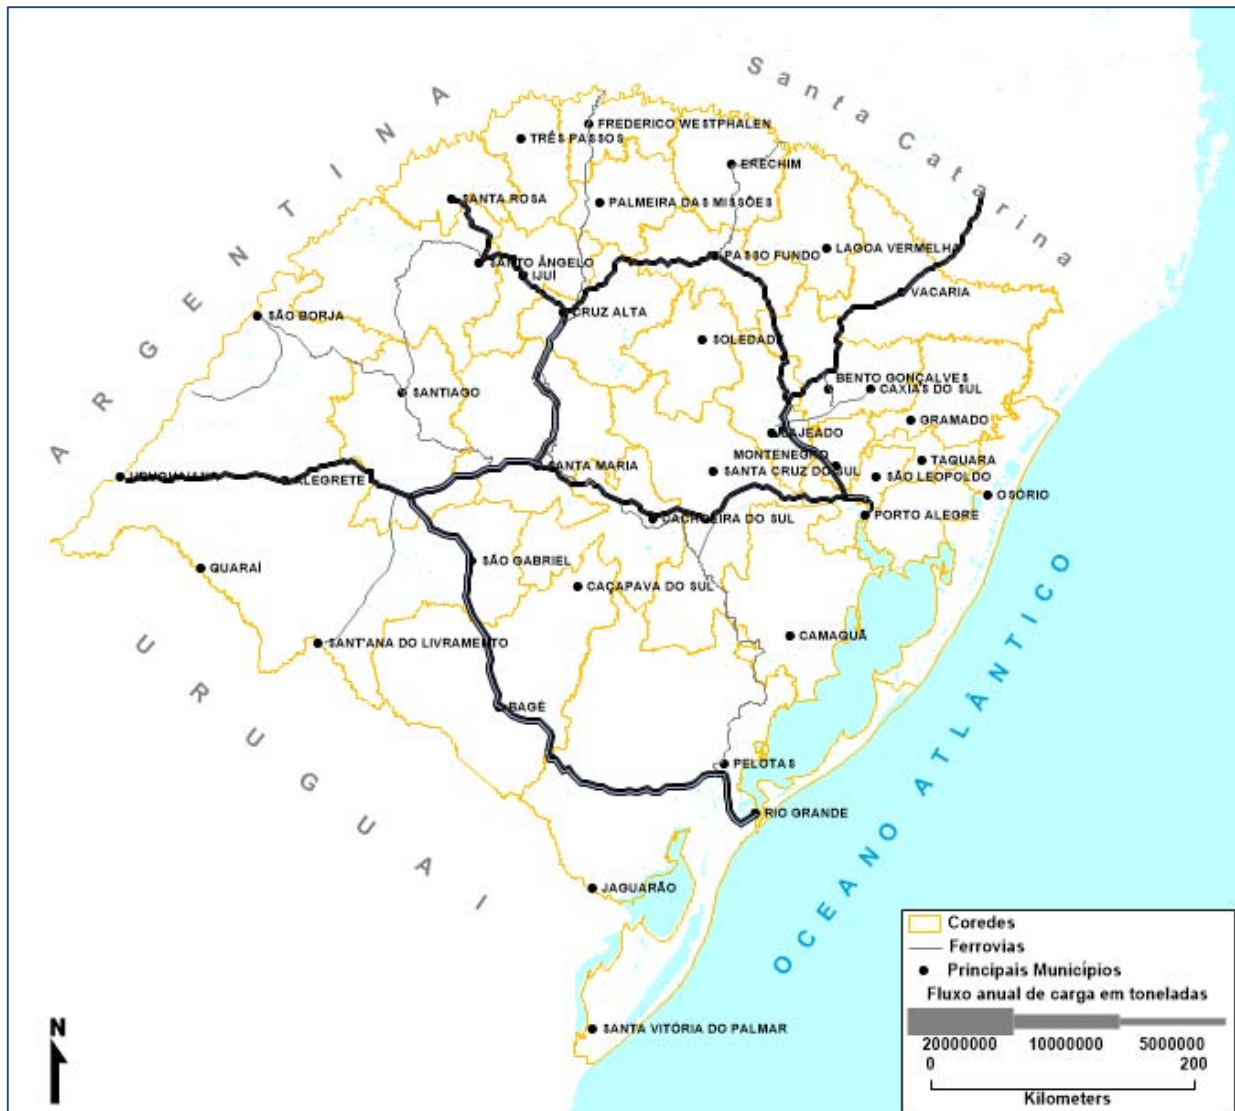 Santa Catarina
ARGENTINA
FREDERICO WESTPHALEN
TRÊS PASSOS
ERECHIM
SANTA ROSA
PALMEIRA DAS MISSÕES
LAGOA VERMELHA
PASSO FUNDO
SANTO ÂNGELO
IJUÍ
VACARIA
CRUZ ALTA
SÃO BORJA
SOLEDADE
BENTO GONÇALVES
SANTIAGO
CAXIAS DO SUL
GRAMADO
LAJEADO
MONTENEGRO
TAQUARA
SANTA MARIA
SANTA CRUZ DO SUL
SÃO LEOPOLDO
URUGUAIANA
ALEGRETE
OSÓRIO
CACHOEIRA DO SUL
PORTO ALEGRE
SÃO GABRIEL
QUARAÍ
CAÇAPAVA DO SUL
CAMAQUÃ
SANT'ANA DO LIVRAMENTO
URUGUAI
BAGÉ
OCEANO ATLÂNTICO
PELOTAS
RIO GRANDE
JAGUARÃO
SANTA VITÓRIA DO PALMAR
N
Coredes
Ferrovias
Principais Municípios
Fluxo anual de carga em toneladas
20000000 10000000 5000000
0 200
Kilometers